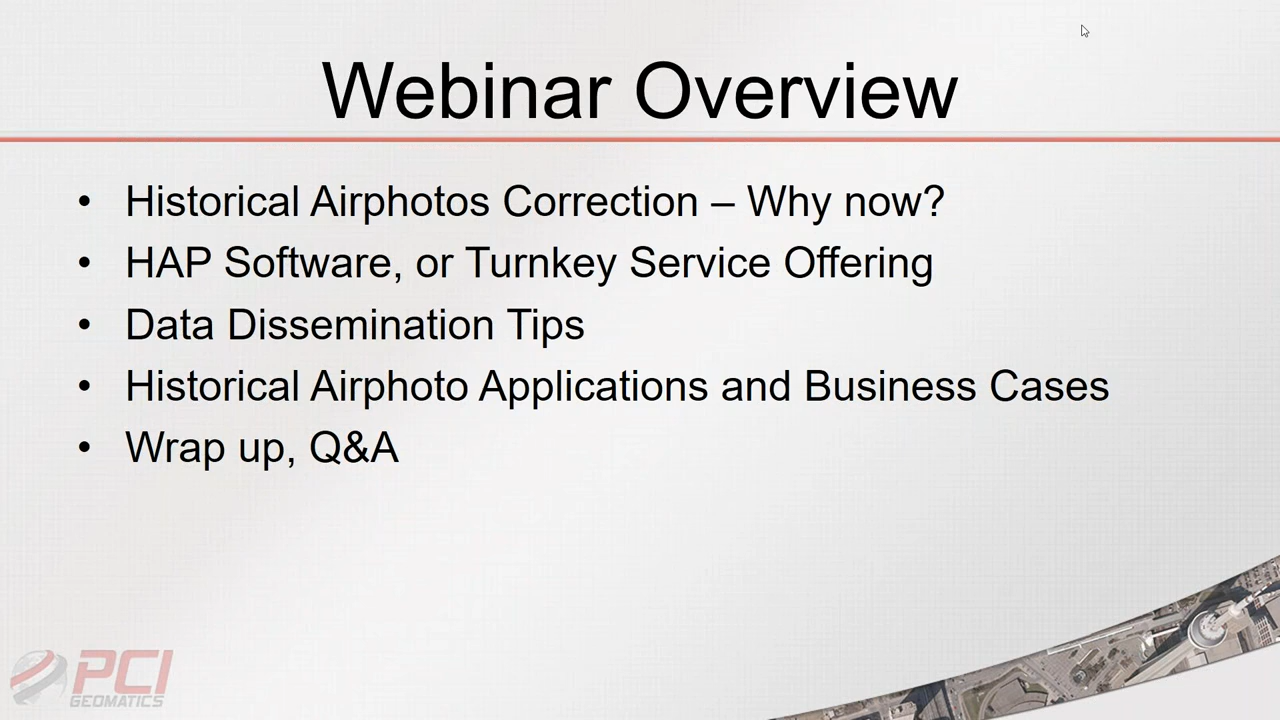 Webinar Overview
• Historical Airphotos Correction – Why now?
• HAP Software, or Turnkey Service Offering
• Data Dissemination Tips
• Historical Airphoto Applications and Business Cases
• Wrap up, Q&A
PCI
GEOMATICS